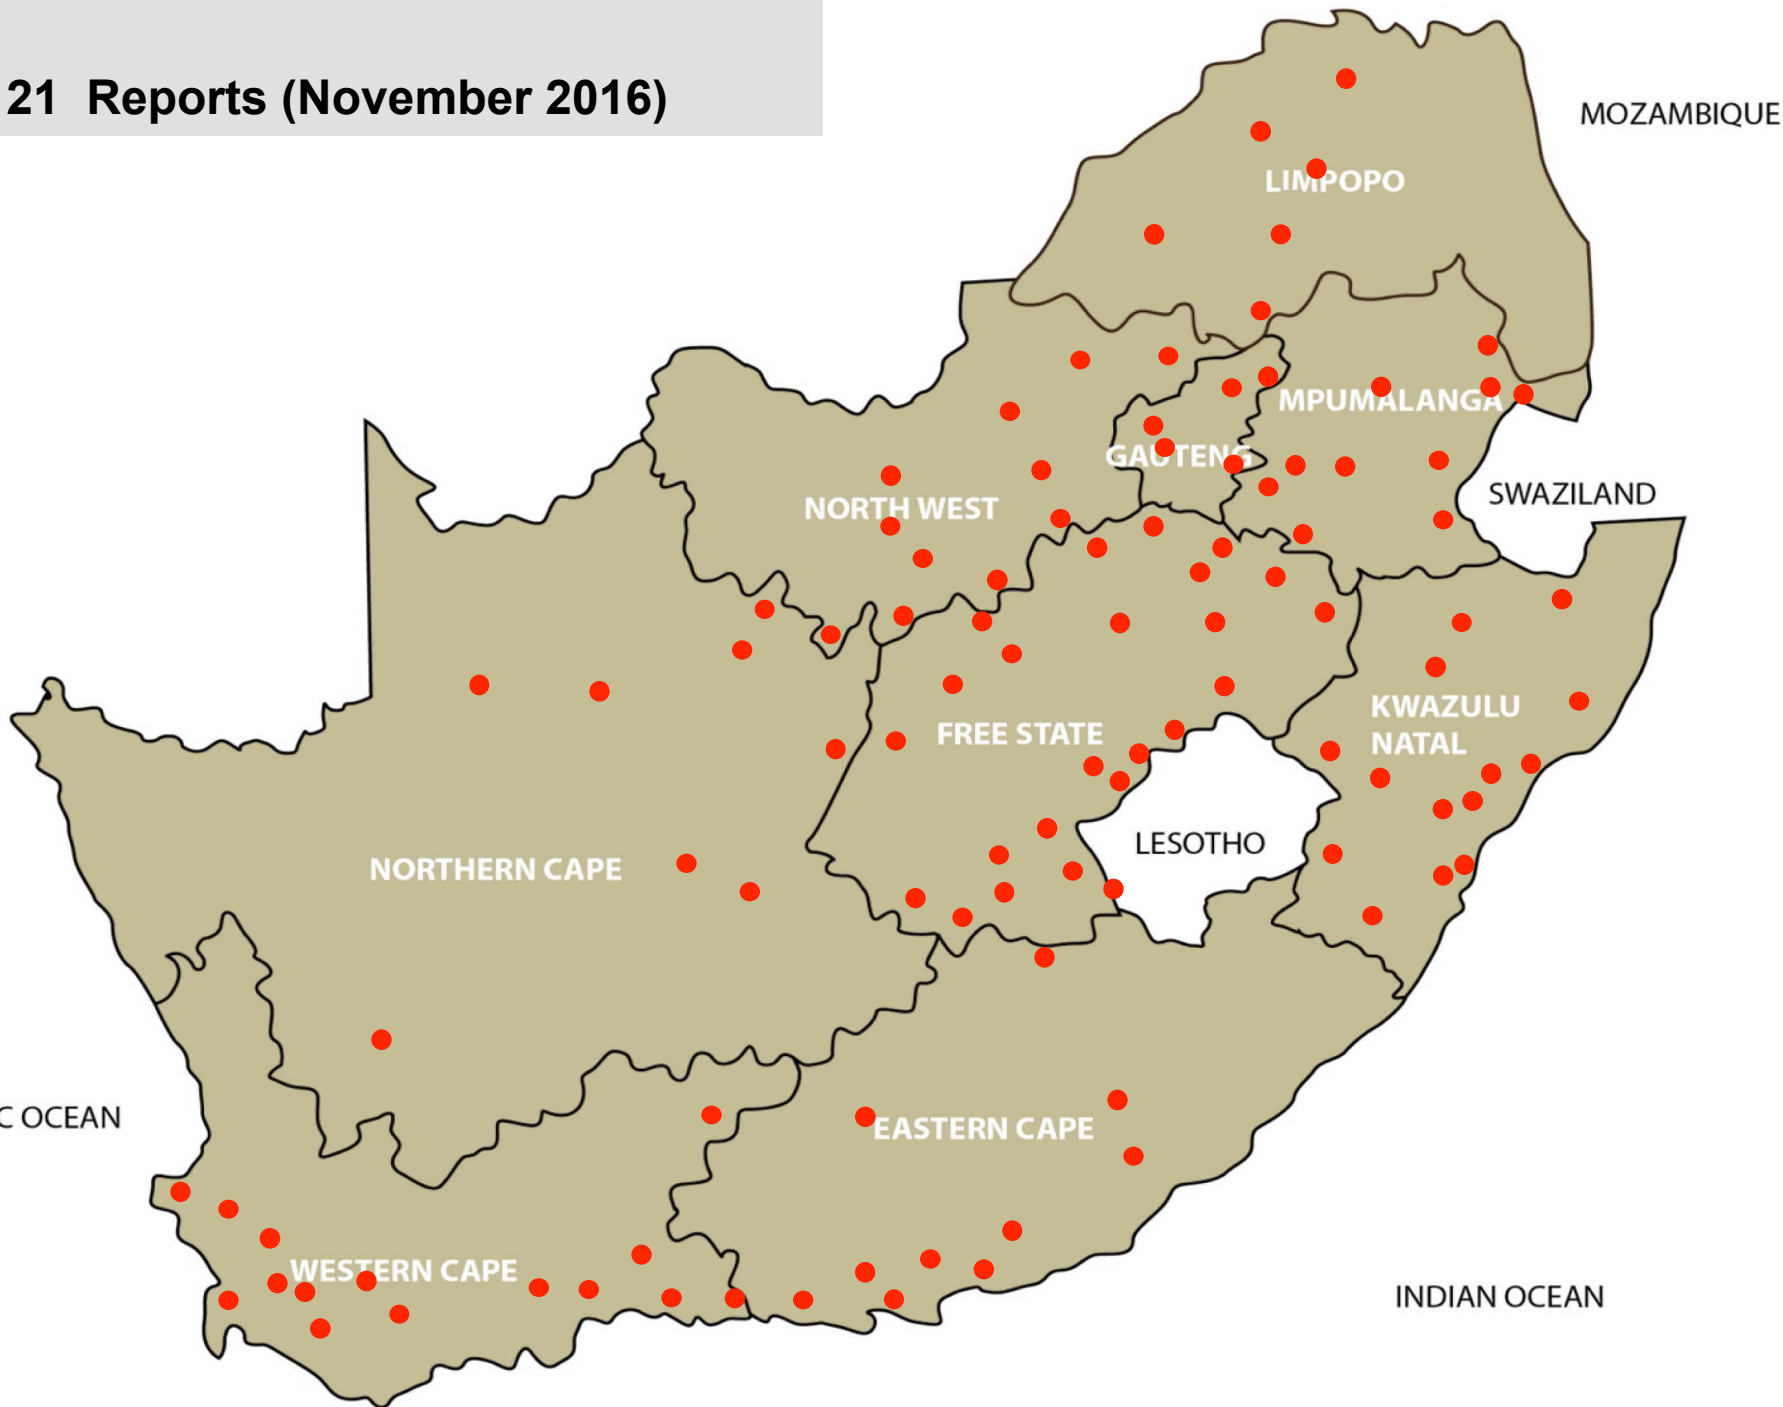 21 Reports (November 2016)
MOZAMBIQUE
LIMPOPO
MPUMALANGA
GAUTENG
SWAZILAND
NORTH WEST
KWAZULU
NATAL
FREE STATE
LESOTHO
NORTHERN CAPE
C OCEAN
EASTERN CAPE
WESTERN CAPE
INDIAN OCEAN